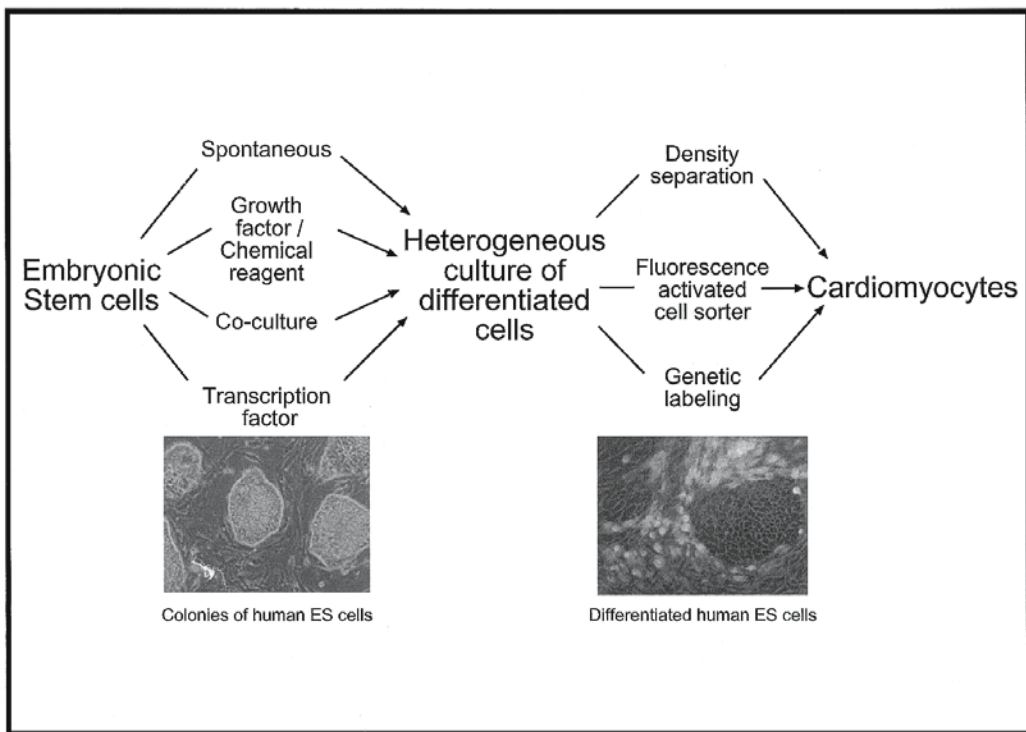 Spontaneous
Growth
factor /
Chemical
reagent
Co-culture
Transcription
factor
Embryonic
Stem cells
Heterogeneous
culture of
differentiated
cells
Density
separation
Fluorescence
activated
cell sorter
Genetic
labeling
Cardiomyocytes
Colonies of human ES cells
Differentiated human ES cells